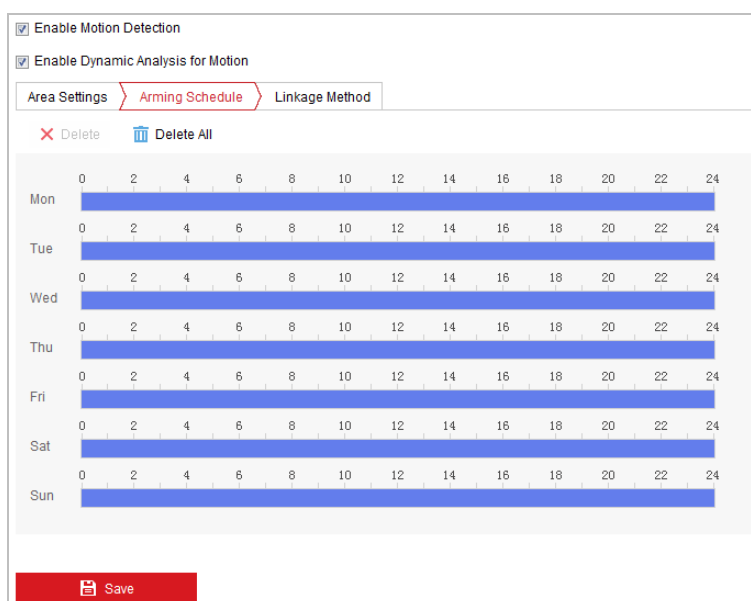 Enable Motion Detection
Enable Dynamic Analysis for Motion
Area Settings Arming Schedule Linkage Method
Delete Delete All
0 2 4 6 8 10 12 14 16 18 20 22 24
Mon
0 2 4 6 8 10 12 14 16 18 20 22 24
Tue
0 2 4 6 8 10 12 14 16 18 20 22 24
Wed
0 2 4 6 8 10 12 14 16 18 20 22 24
Thu
0 2 4 6 8 10 12 14 16 18 20 22 24
Fri
0 2 4 6 8 10 12 14 16 18 20 22 24
Sat
0 2 4 6 8 10 12 14 16 18 20 22 24
Sun
Save